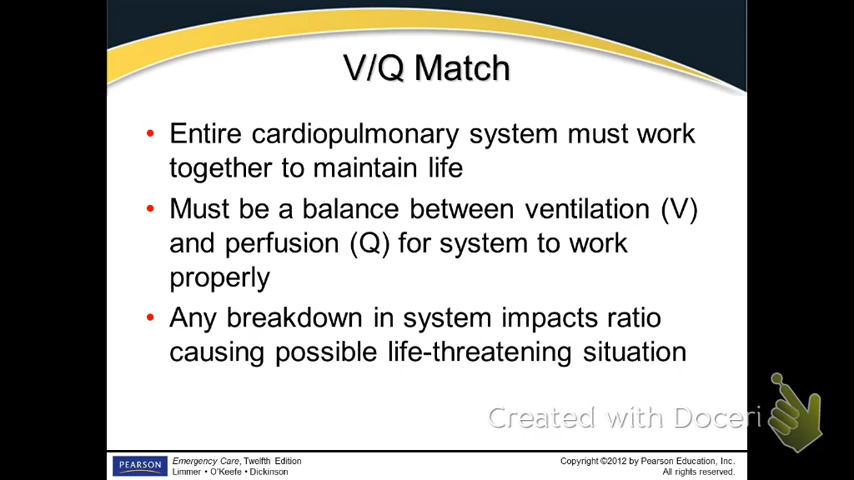 V/Q Match
• Entire cardiopulmonary system must work
together to maintain life
• Must be a balance between ventilation (V)
and perfusion (Q) for system to work
properly
• Any breakdown in system impacts ratio
causing possible life-threatening situation
Created with Doceri
PEARSON
Emergency Care, Twelfth Edition
Limmer • O'Keefe • Dickinson
Copyright ©2012 by Pearson Education, Inc.
All rights reserved.